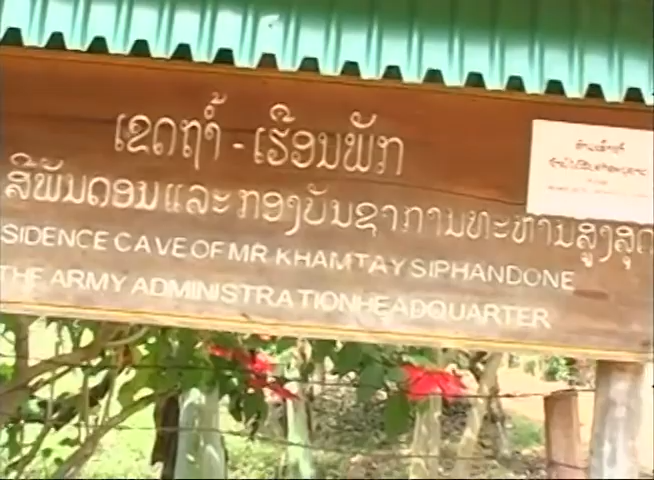 ເຂດຖ້ຳ - ເຮືອນພັກ
ສີພັນດອນ ແລະ ກອງບັນຊາການທະຫານສູງສຸດ
SIDENCE CAVE OF MR KHAMTAY SIPHANDONE
THE ARMY ADMINISTRATION HEADQUARTER